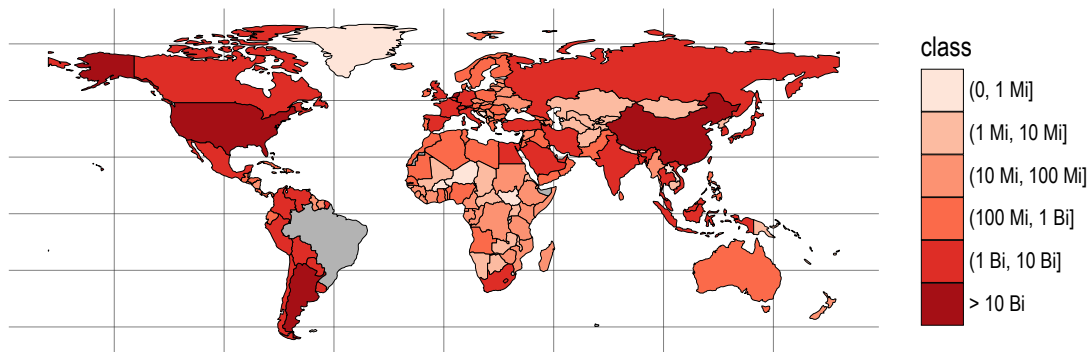 class
(0, 1 Mi]
(1 Mi, 10 Mi]
(10 Mi, 100 Mi]
(100 Mi, 1 Bi]
(1 Bi, 10 Bi]
> 10 Bi